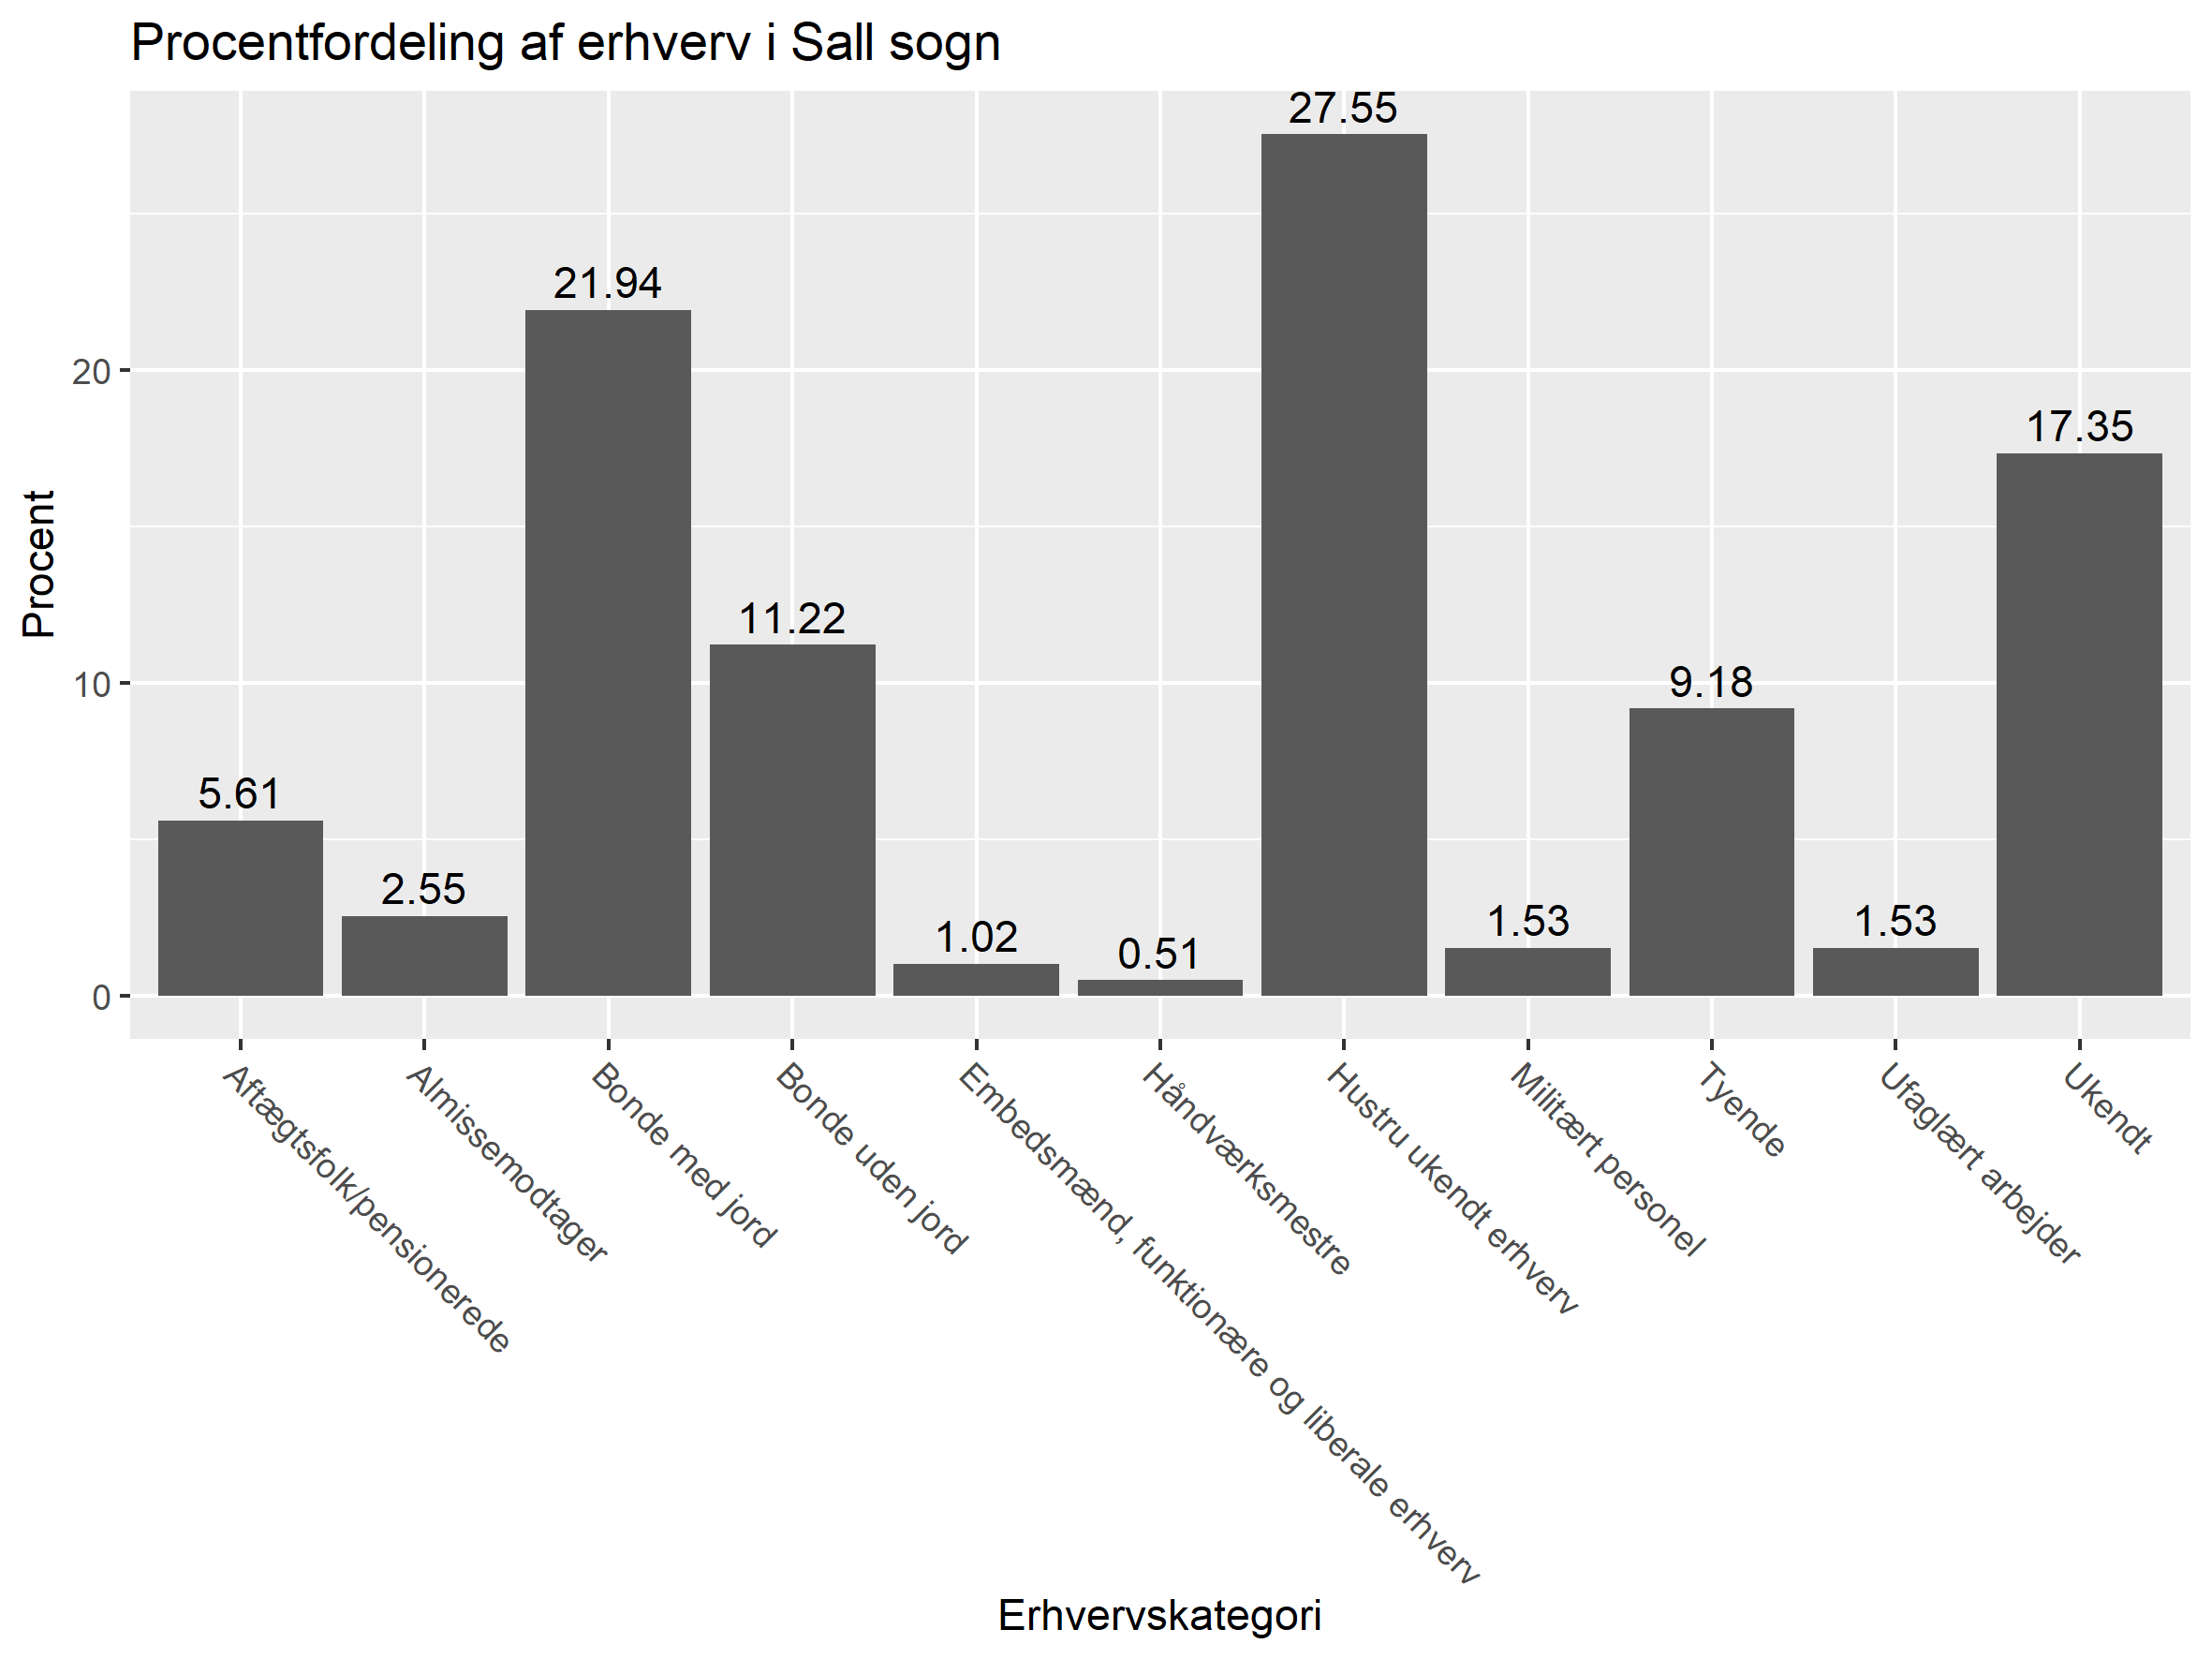 Procentfordeling af erhverv i Sall sogn
27.55
21.94
20
17.35
Procent
11.22
10
9.18
5.61
2.55
1.53
1.53
1.02
0.51
0
Aftægtsfolk/pensionerede
Almissemodtager
Bonde med jord
Bonde uden jord
Embedsmænd, funktionære og liberale erhverv
Håndværksmestre
Hustru ukendt erhverv
Militært personel
Tyende
Ufaglært arbejder
Ukendt
Erhvervskategori